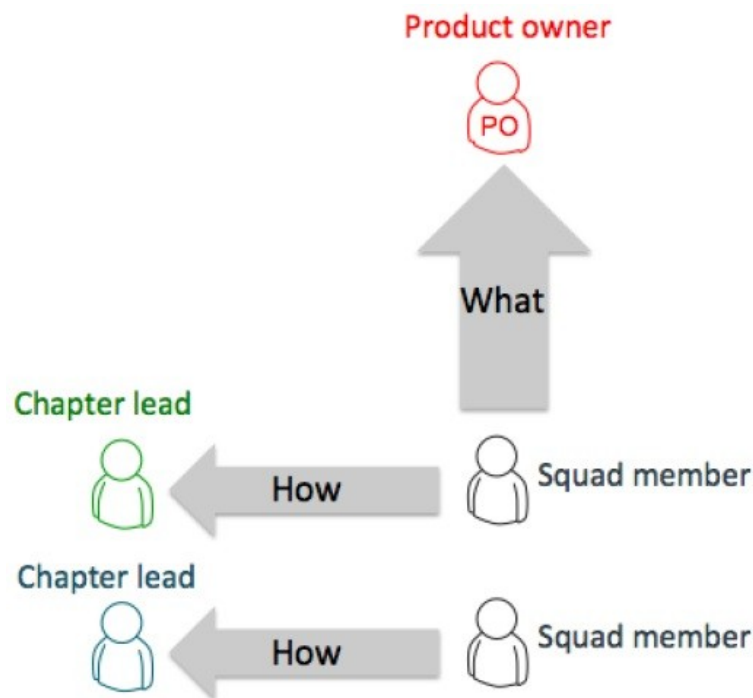 Product owner
PO
What
Chapter lead
How
Squad member
Chapter lead
How
Squad member